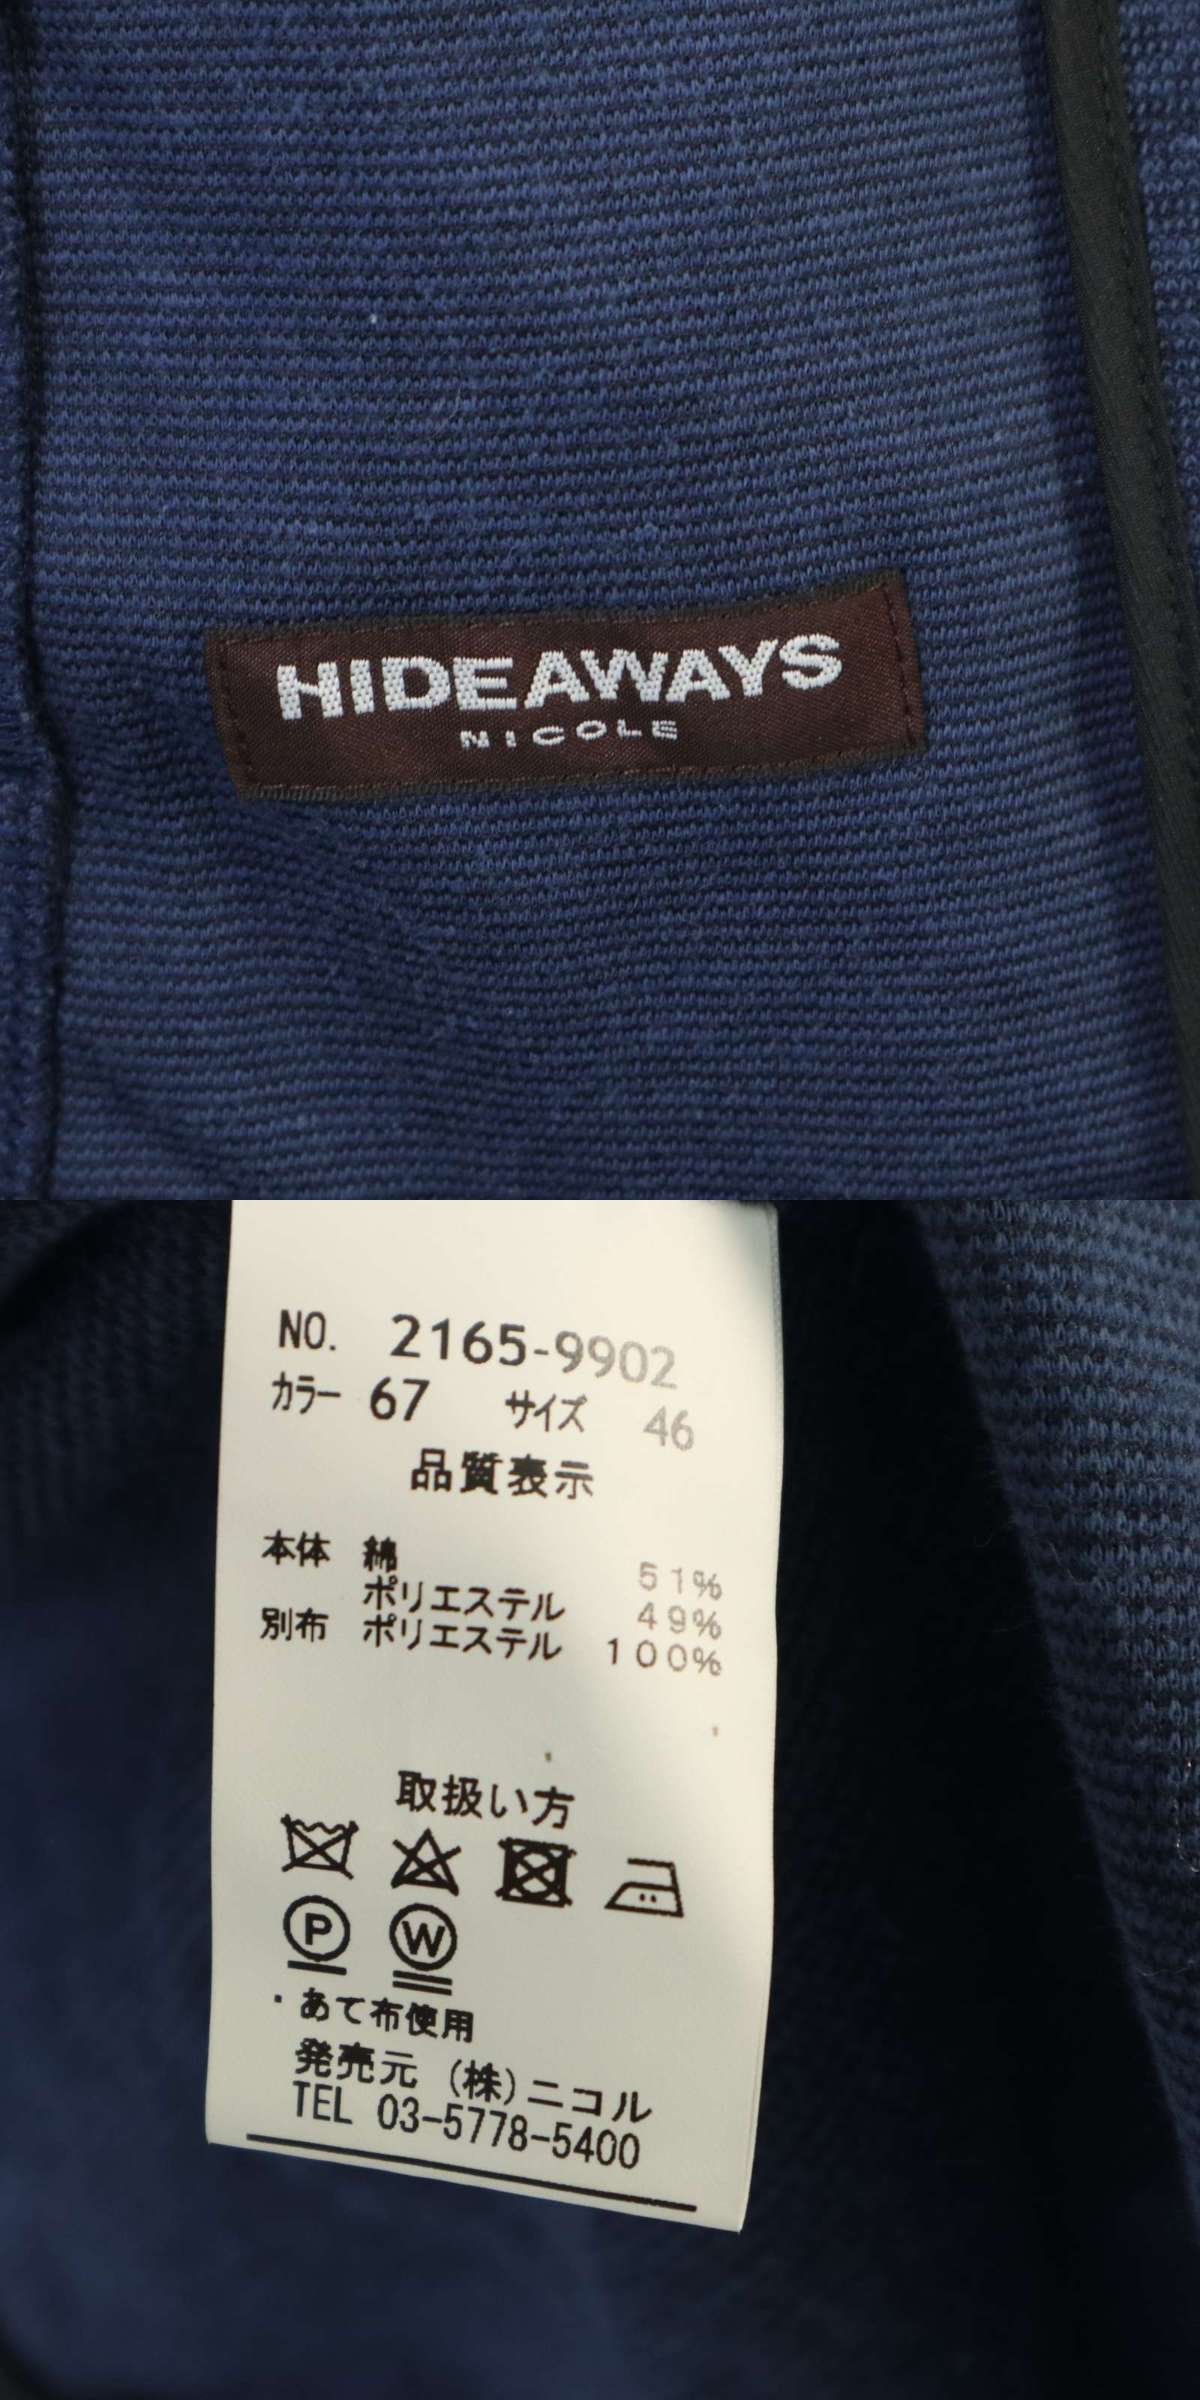 HIDEAWAYS
NICOLE
NO. 2165-9902
カラー 67 サイズ 46
品質表示
本体 綿 51%
ポリエステル 49%
別布 ポリエステル 100%
取扱い方
P W
・あて布使用
発売元 (株)ニコル
TEL 03-5778-5400